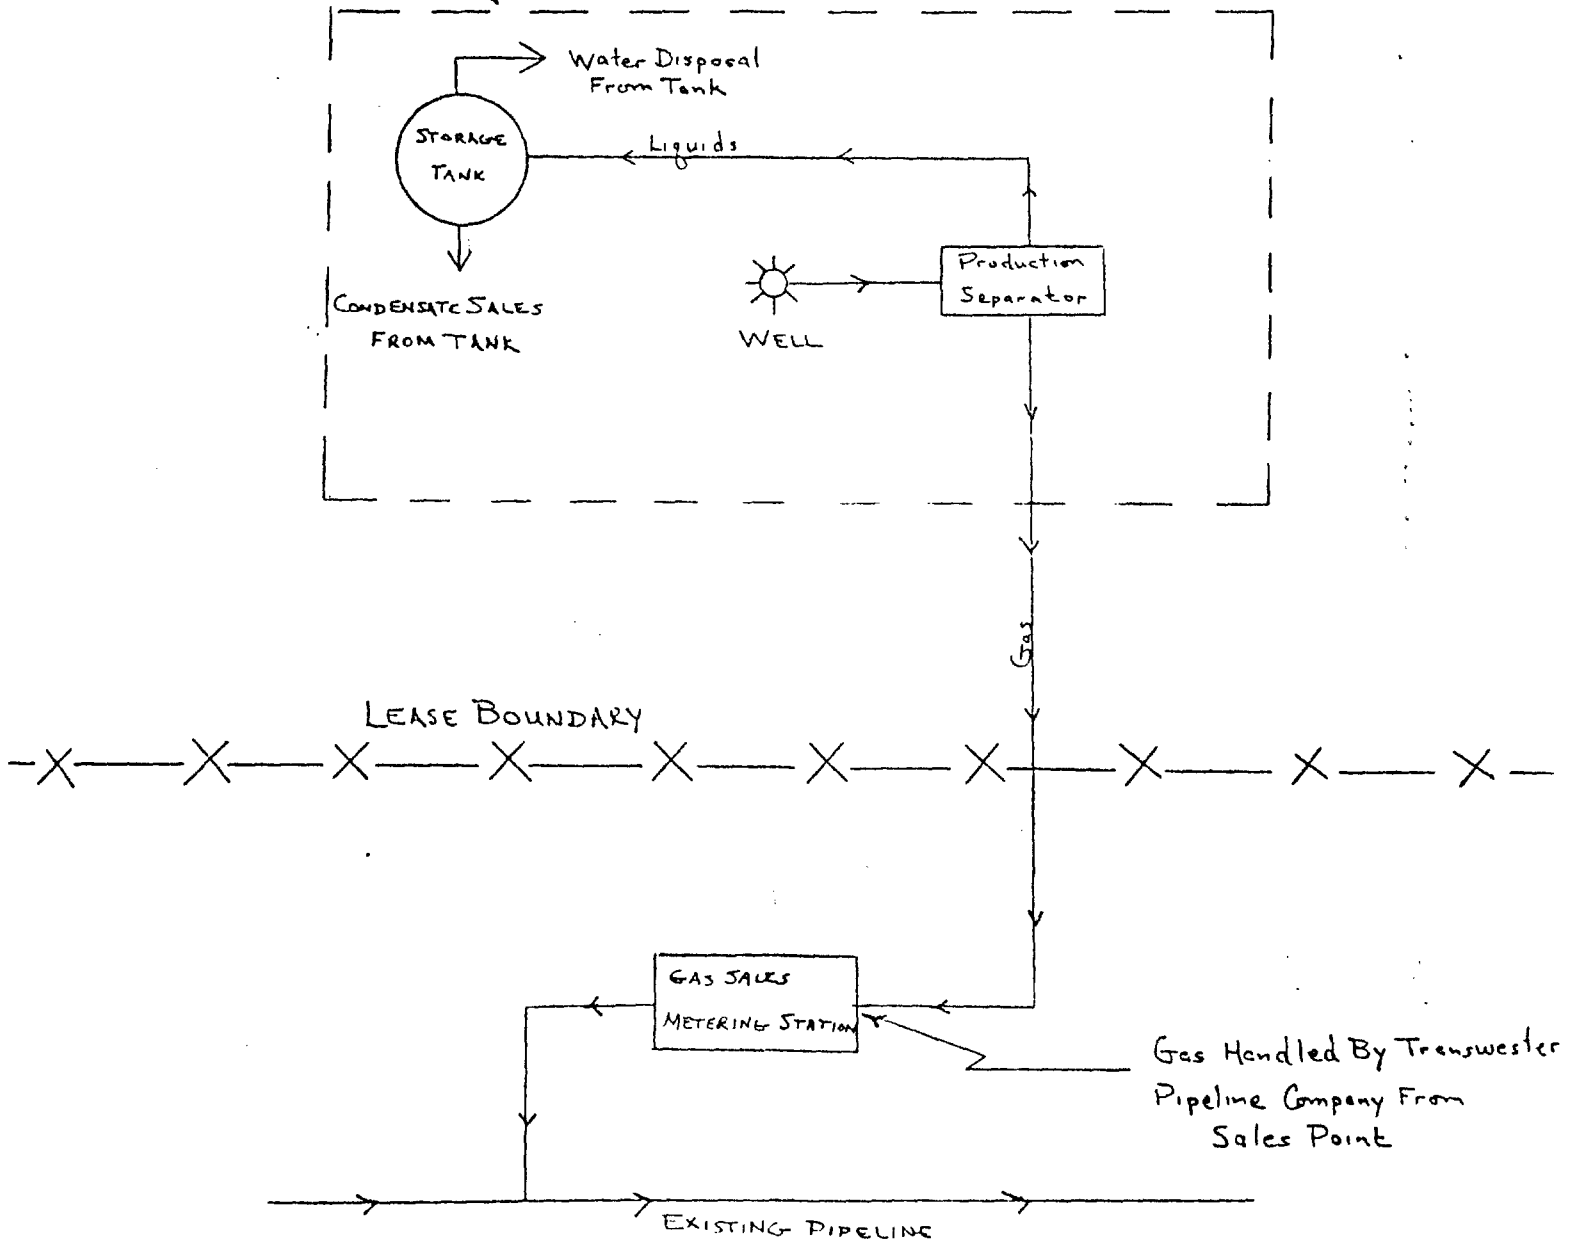 Water Disposal
From Tank
STORAGE
TANK
Liquids
Production
Separator
CONDENSATE SALES
FROM TANK
WELL
Gas
LEASE BOUNDARY
GAS SALES
METERING STATION
Gas Handled By Transwester
Pipeline Company From
Sales Point
EXISTING PIPELINE